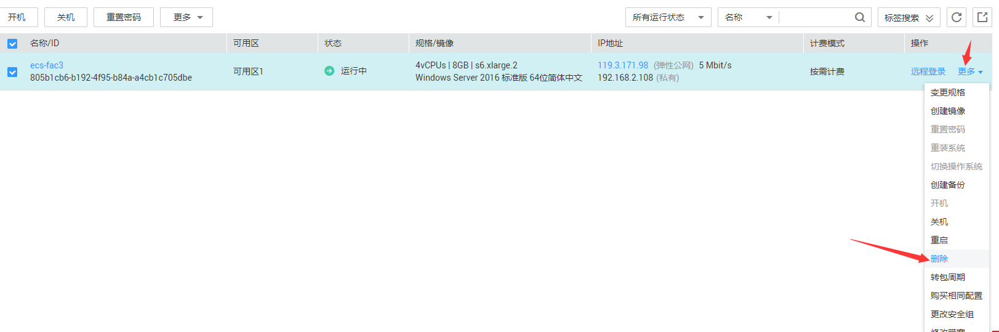 开机 关机 重置密码 更多 所有运行状态 名称 标签搜索
名称/ID 可用区 状态 规格/镜像 IP地址 计费模式 操作
ecs-fac3 4vCPUs | 8GB | s6.xlarge.2 119.3.171.98 (弹性公网) 5 Mbit/s
可用区1 运行中 按需计费 远程登录 更多
805b1cb6-b192-4f95-b84a-a4cb1c705dbe Windows Server 2016 标准版 64位简体中文 192.168.2.108 (私有)
变更规格
创建镜像
重置密码
重装系统
切换操作系统
创建备份
开机
关机
重启
删除
转包周期
购买相同配置
更改安全组
修改带宽